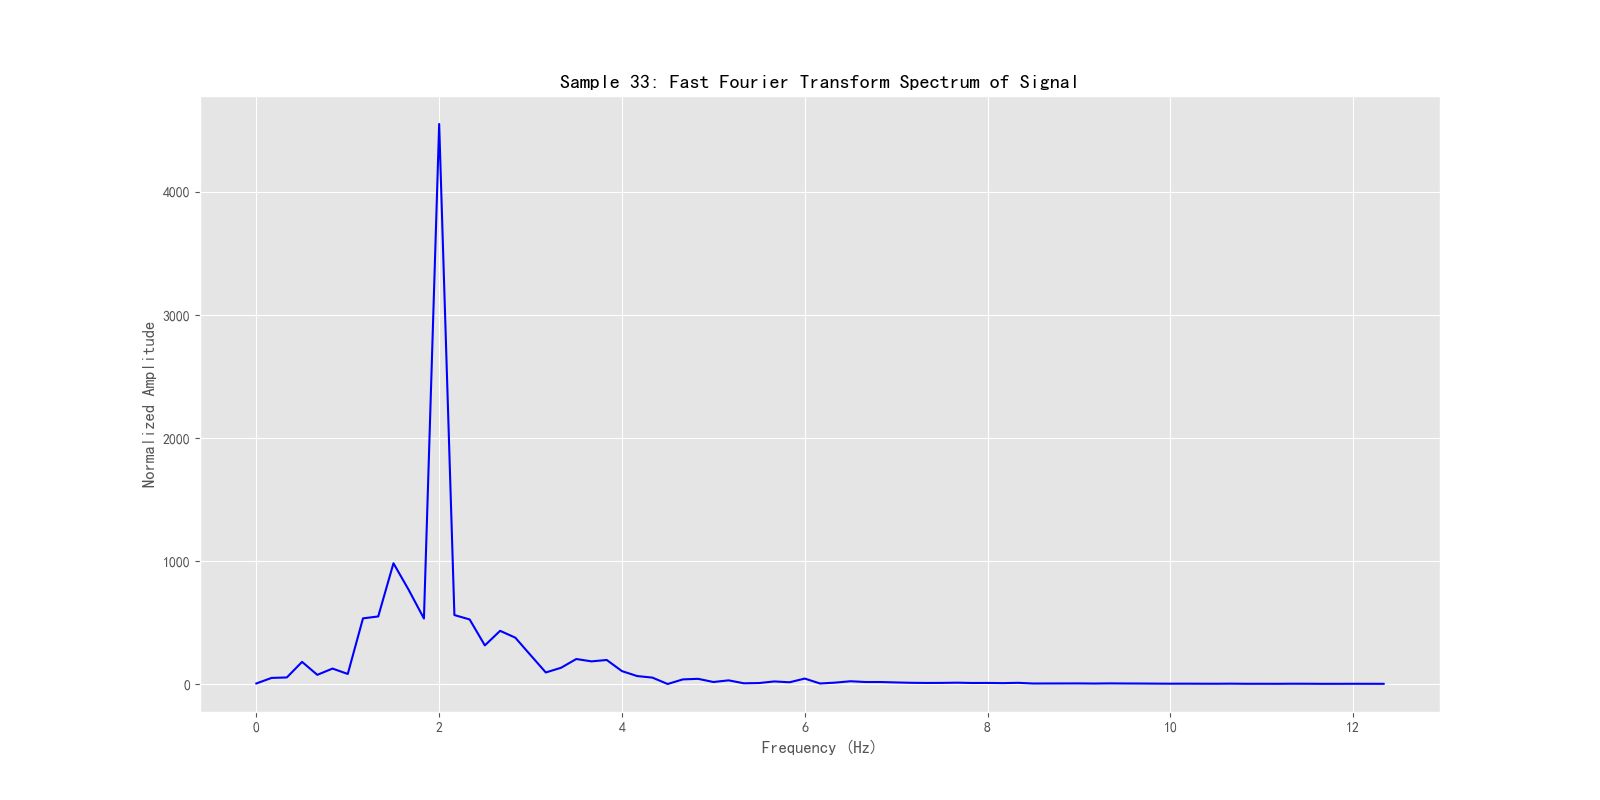 Sample 33: Fast Fourier Transform Spectrum of Signal
Normalized Amplitude
4000
3000
2000
1000
0
0 2 4 6 8 10 12
Frequency (Hz)